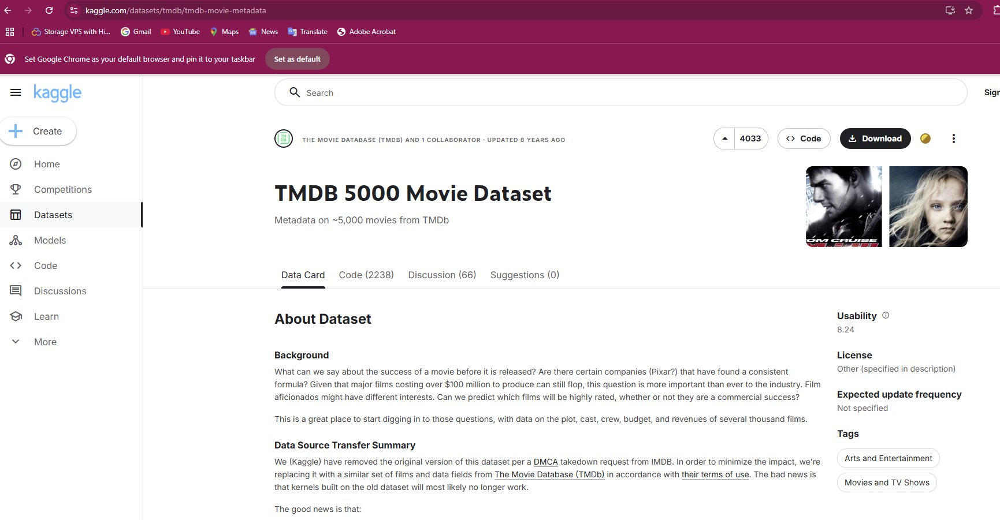 kaggle.com/datasets/tmdb/tmdb-movie-metadata
Storage VPS with Hi... Gmail YouTube Maps News Translate Adobe Acrobat
Set Google Chrome as your default browser and pin it to your taskbar Set as default
kaggle
Search
Sign
Create
Home
Competitions
Datasets
Models
Code
Discussions
Learn
More
THE MOVIE DATABASE (TMDB) AND 1 COLLABORATOR · UPDATED 8 YEARS AGO
4033
Code
Download
TMDB 5000 Movie Dataset
Metadata on ~5,000 movies from TMDb
TOM CRUISE
M:i:III
Data Card Code (2238) Discussion (66) Suggestions (0)
About Dataset
Background
What can we say about the success of a movie before it is released? Are there certain companies (Pixar?) that have found a consistent
formula? Given that major films costing over $100 million to produce can still flop, this question is more important than ever to the industry. Film
aficionados might have different interests. Can we predict which films will be highly rated, whether or not they are a commercial success?
This is a great place to start digging in to those questions, with data on the plot, cast, crew, budget, and revenues of several thousand films.
Data Source Transfer Summary
We (Kaggle) have removed the original version of this dataset per a DMCA takedown request from IMDB. In order to minimize the impact, we're
replacing it with a similar set of films and data fields from The Movie Database (TMDb) in accordance with their terms of use. The bad news is
that kernels built on the old dataset will most likely no longer work.
The good news is that:
Usability
8.24
License
Other (specified in description)
Expected update frequency
Not specified
Tags
Arts and Entertainment
Movies and TV Shows